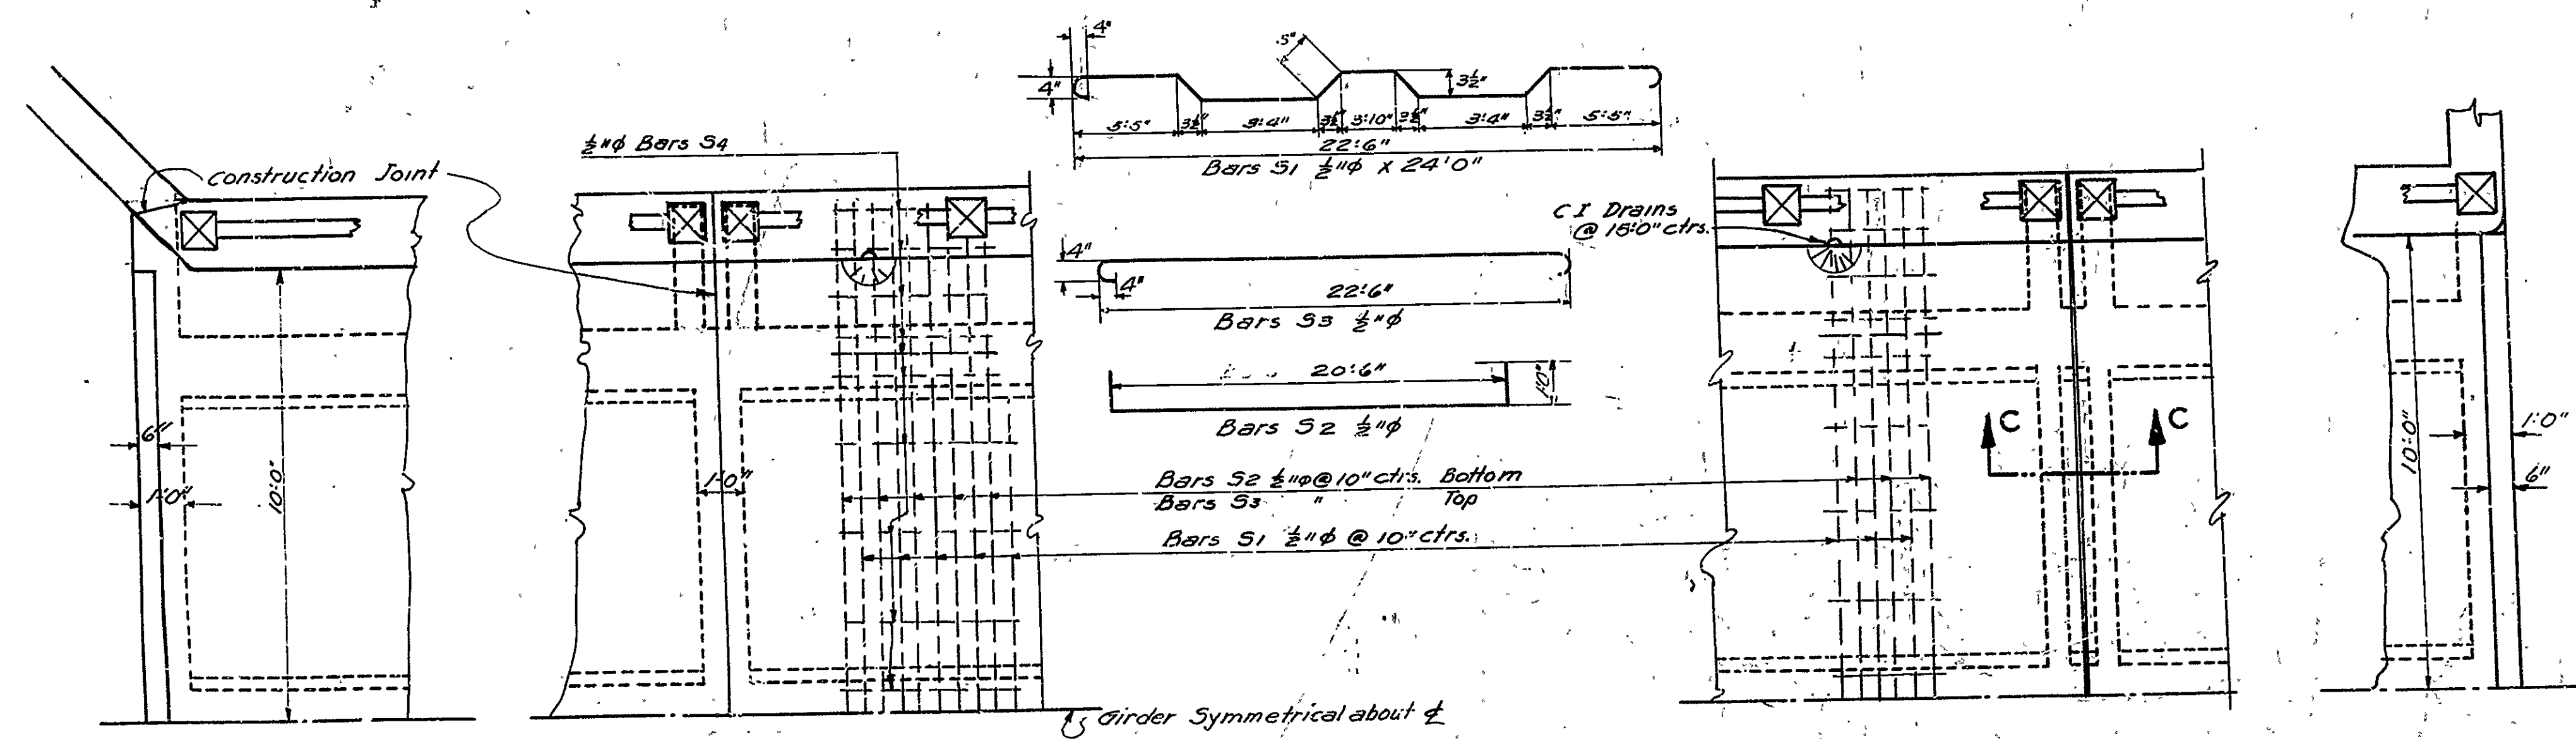 4"
.5"
4"
3½"
5'-5" 3½" 3'-4" 3½" 3'-10" 3½" 3'-4" 3½" 5'-5"
22'-6"
Bars S1 ½"φ x 24'0"
½"φ Bars S4
Construction Joint
C I Drains
@ 15'-0" ctrs.
4"
4"
22'-6"
Bars S3 ½"φ
20'-6"
1'-0"
Bars S2 ½"φ
C C
6"
1'-0"
10'-0"
1'-0"
Bars S2 ½"φ @ 10" ctrs. Bottom
Bars S3 " Top
Bars S1 ½"φ @ 10" ctrs.
10'-0"
1'-0"
6"
Girder Symmetrical about ℄